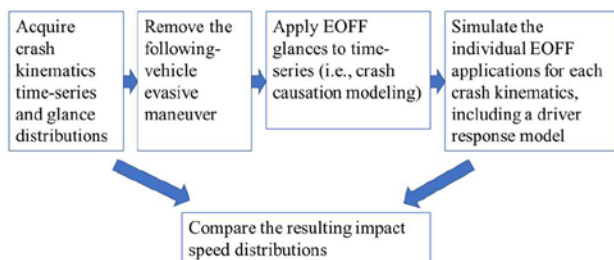 Acquire
crash
kinematics
time-series
and glance
distributions
Remove the
following-
vehicle
evasive
maneuver
Apply EOFF
glances to time-
series (i.e., crash
causation modeling)
Simulate the
individual EOFF
applications for each
crash kinematics,
including a driver
response model
Compare the resulting impact
speed distributions